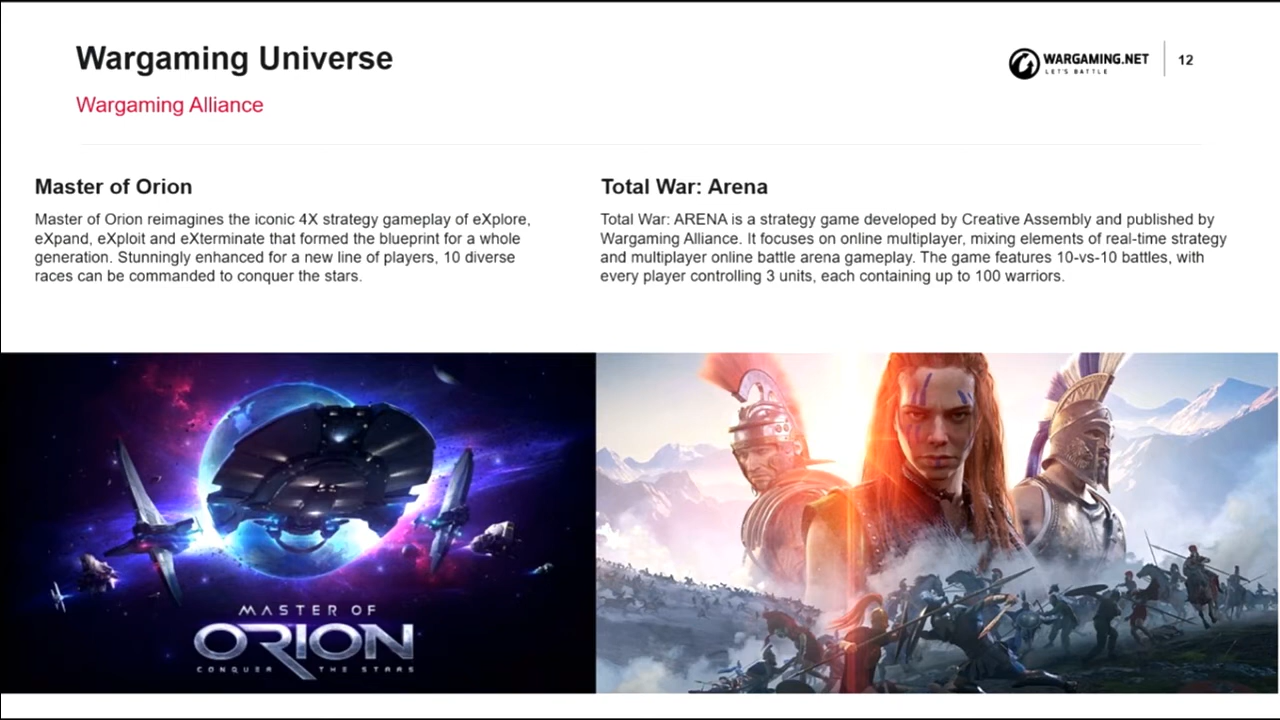 Wargaming Universe
Wargaming Alliance
WARGAMING.NET
LET'S BATTLE
12
Master of Orion
Master of Orion reimagines the iconic 4X strategy gameplay of eXplore,
eXpand, eXploit and eXterminate that formed the blueprint for a whole
generation. Stunningly enhanced for a new line of players, 10 diverse
races can be commanded to conquer the stars.
Total War: Arena
Total War: ARENA is a strategy game developed by Creative Assembly and published by
Wargaming Alliance. It focuses on online multiplayer, mixing elements of real-time strategy
and multiplayer online battle arena gameplay. The game features 10-vs-10 battles, with
every player controlling 3 units, each containing up to 100 warriors.
MASTER OF
ORION
CONQUER THE STARS